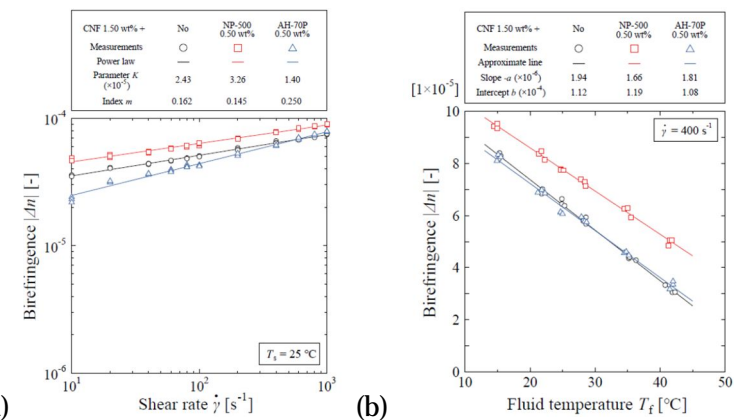 CNF 1.50 wt% + No NP-500 0.50 wt% AH-70P 0.50 wt%
Measurements
Power law
Parameter K (×10⁻⁵) 2.43 3.26 1.40
Index m 0.162 0.145 0.250
10⁻⁴
10⁻⁵
10⁻⁶
Birefringence |Δn| [-]
Tₛ = 25 °C
10¹ 10² 10³
Shear rate γ̇ [s⁻¹]
)
CNF 1.50 wt% + No NP-500 0.50 wt% AH-70P 0.50 wt%
Measurements
Approximate line
Slope -a (×10⁻⁶) 1.94 1.66 1.81
Intercept b (×10⁻⁴) 1.12 1.19 1.08
[1×10⁻⁵]
γ̇ = 400 s⁻¹
10
8
6
4
2
0
Birefringence |Δn| [-]
10 20 30 40 50
Fluid temperature T_f [°C]
(b)